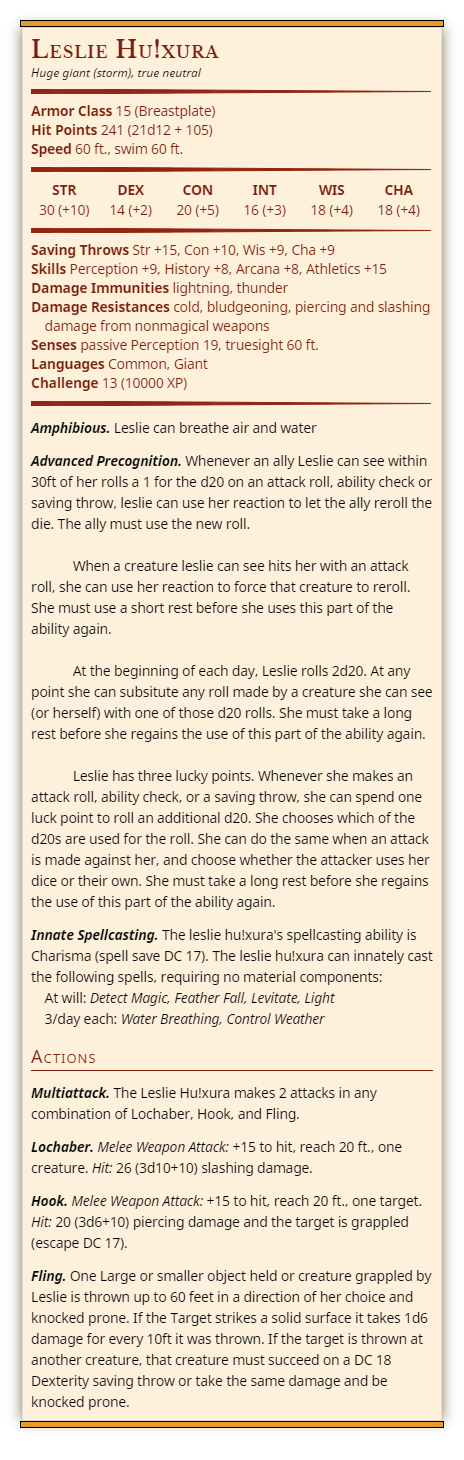 Leslie Hu!xura
Huge giant (storm), true neutral
Armor Class 15 (Breastplate)
Hit Points 241 (21d12 + 105)
Speed 60 ft., swim 60 ft.
STR DEX CON INT WIS CHA
30 (+10) 14 (+2) 20 (+5) 16 (+3) 18 (+4) 18 (+4)
Saving Throws Str +15, Con +10, Wis +9, Cha +9
Skills Perception +9, History +8, Arcana +8, Athletics +15
Damage Immunities lightning, thunder
Damage Resistances cold, bludgeoning, piercing and slashing
damage from nonmagical weapons
Senses passive Perception 19, truesight 60 ft.
Languages Common, Giant
Challenge 13 (10000 XP)
Amphibious. Leslie can breathe air and water
Advanced Precognition. Whenever an ally Leslie can see within
30ft of her rolls a 1 for the d20 on an attack roll, ability check or
saving throw, leslie can use her reaction to let the ally reroll the
die. The ally must use the new roll.
When a creature leslie can see hits her with an attack
roll, she can use her reaction to force that creature to reroll.
She must use a short rest before she uses this part of the
ability again.
At the beginning of each day, Leslie rolls 2d20. At any
point she can subsitute any roll made by a creature she can see
(or herself) with one of those d20 rolls. She must take a long
rest before she regains the use of this part of the ability again.
Leslie has three lucky points. Whenever she makes an
attack roll, ability check, or a saving throw, she can spend one
luck point to roll an additional d20. She chooses which of the
d20s are used for the roll. She can do the same when an attack
is made against her, and choose whether the attacker uses her
dice or their own. She must take a long rest before she regains
the use of this part of the ability again.
Innate Spellcasting. The leslie hu!xura's spellcasting ability is
Charisma (spell save DC 17). The leslie hu!xura can innately cast
the following spells, requiring no material components:
At will: Detect Magic, Feather Fall, Levitate, Light
3/day each: Water Breathing, Control Weather
Actions
Multiattack. The Leslie Hu!xura makes 2 attacks in any
combination of Lochaber, Hook, and Fling.
Lochaber. Melee Weapon Attack: +15 to hit, reach 20 ft., one
creature. Hit: 26 (3d10+10) slashing damage.
Hook. Melee Weapon Attack: +15 to hit, reach 20 ft., one target.
Hit: 20 (3d6+10) piercing damage and the target is grappled
(escape DC 17).
Fling. One Large or smaller object held or creature grappled by
Leslie is thrown up to 60 feet in a direction of her choice and
knocked prone. If the Target strikes a solid surface it takes 1d6
damage for every 10ft it was thrown. If the target is thrown at
another creature, that creature must succeed on a DC 18
Dexterity saving throw or take the same damage and be
knocked prone.